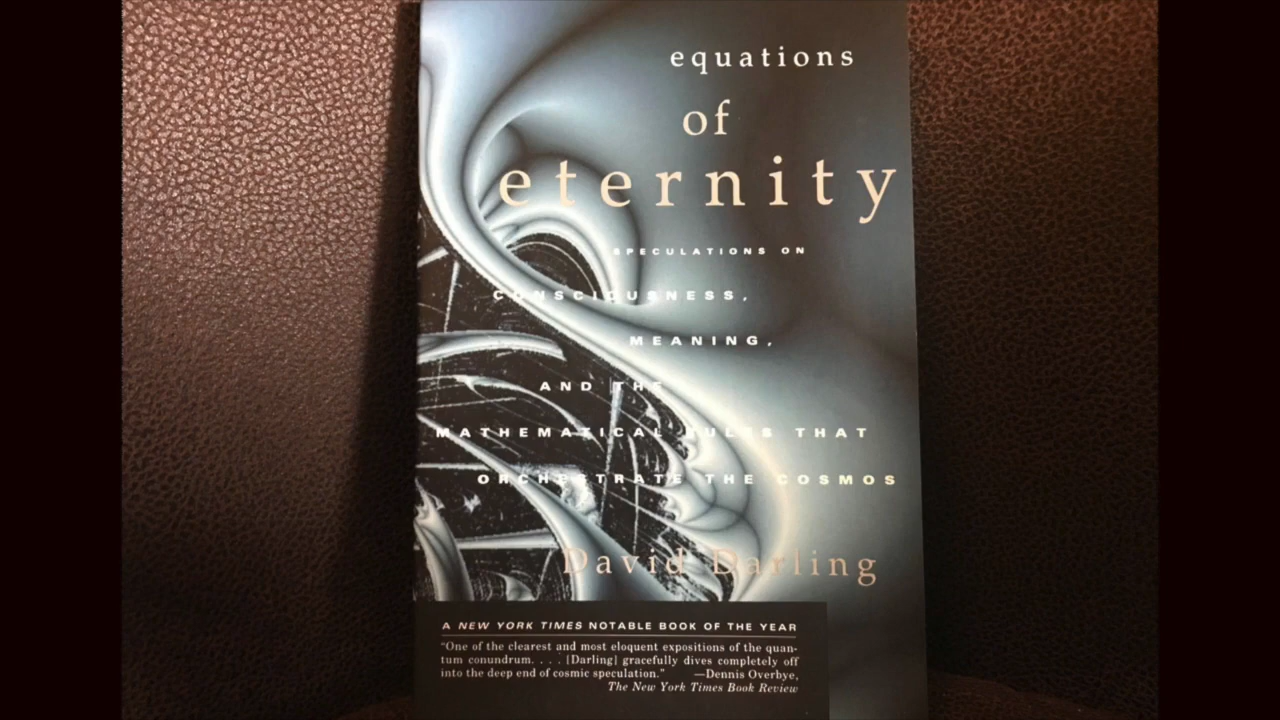 equations
of
eternity
SPECULATIONS ON
CONSCIOUSNESS,
MEANING,
AND THE
MATHEMATICAL RULES THAT
ORCHESTRATE THE COSMOS
David Darling
A NEW YORK TIMES NOTABLE BOOK OF THE YEAR
“One of the clearest and most eloquent expositions of the quan-
tum conundrum. . . . [Darling] gracefully dives completely off
into the deep end of cosmic speculation.” —Dennis Overbye,
The New York Times Book Review